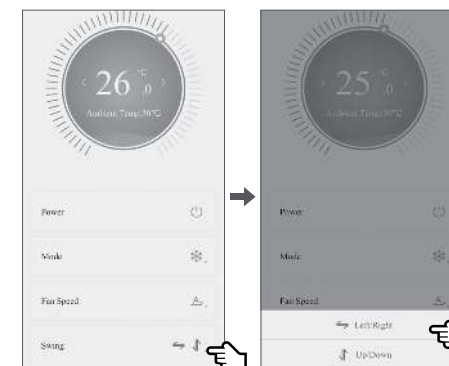 26 °C .0
Ambient Temp:30°C
Power
Mode
Fan Speed
Swing
25 °C .0
Ambient Temp:30°C
Power
Mode
Fan Speed
Left/Right
Up/Down